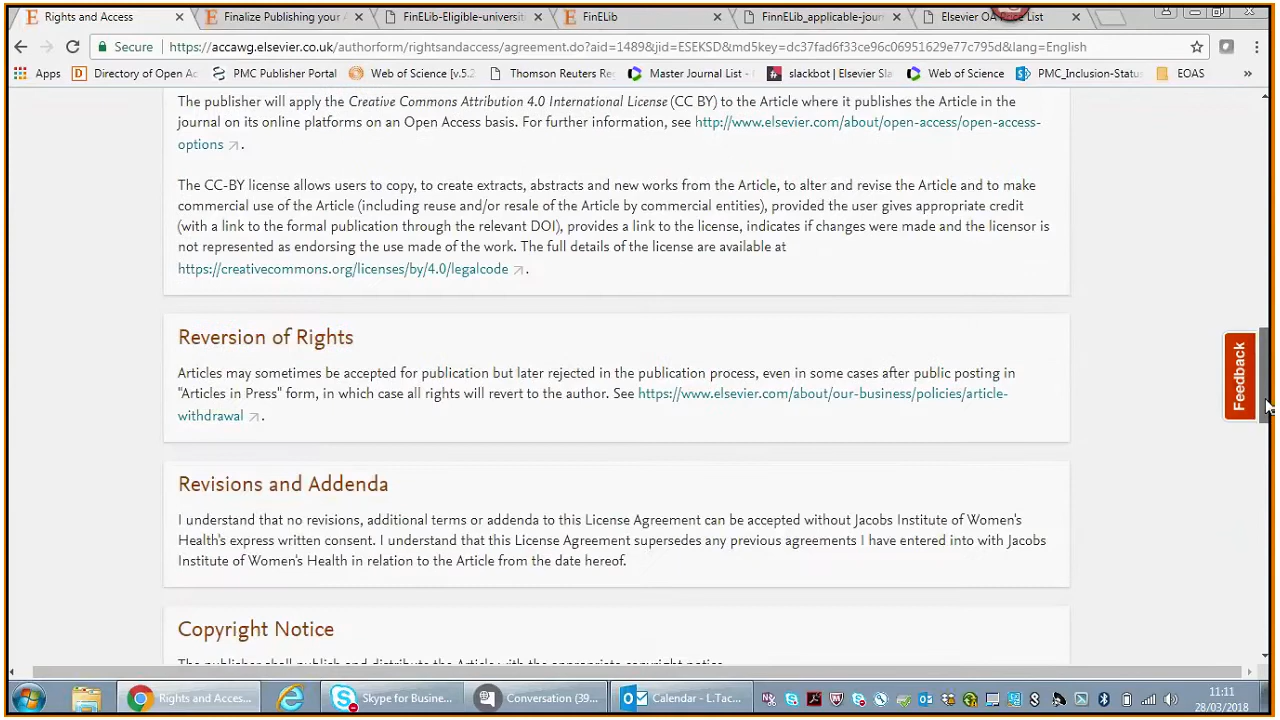 Rights and Access
Finalize Publishing your A
FinELib-Eligible-universit
FinELib
FinnELib_applicable-jour
Elsevier OA Price List
Secure
https://accawg.elsevier.co.uk/authorform/rightsandaccess/agreement.do?aid=1489&jid=ESEKSD&md5key=dc37fad6f33ce96c06951629e77c795d&lang=English
Apps
Directory of Open Ac
PMC Publisher Portal
Web of Science [v.5.2
Thomson Reuters Re
Master Journal List -
slackbot | Elsevier Sla
Web of Science
PMC_Inclusion-Status
EOAS
»
The publisher will apply the Creative Commons Attribution 4.0 International License (CC BY) to the Article where it publishes the Article in the
journal on its online platforms on an Open Access basis. For further information, see http://www.elsevier.com/about/open-access/open-access-
options .
The CC-BY license allows users to copy, to create extracts, abstracts and new works from the Article, to alter and revise the Article and to make
commercial use of the Article (including reuse and/or resale of the Article by commercial entities), provided the user gives appropriate credit
(with a link to the formal publication through the relevant DOI), provides a link to the license, indicates if changes were made and the licensor is
not represented as endorsing the use made of the work. The full details of the license are available at
https://creativecommons.org/licenses/by/4.0/legalcode .
Reversion of Rights
Articles may sometimes be accepted for publication but later rejected in the publication process, even in some cases after public posting in
"Articles in Press" form, in which case all rights will revert to the author. See https://www.elsevier.com/about/our-business/policies/article-
withdrawal .
Feedback
Revisions and Addenda
I understand that no revisions, additional terms or addenda to this License Agreement can be accepted without Jacobs Institute of Women's
Health's express written consent. I understand that this License Agreement supersedes any previous agreements I have entered into with Jacobs
Institute of Women's Health in relation to the Article from the date hereof.
Copyright Notice
The publisher shall publish and distribute the Article with the appropriate copyright notice
Rights and Acces...
Skype for Busine...
Conversation (39...
Calendar - L.Tac...
11:11
28/03/2018